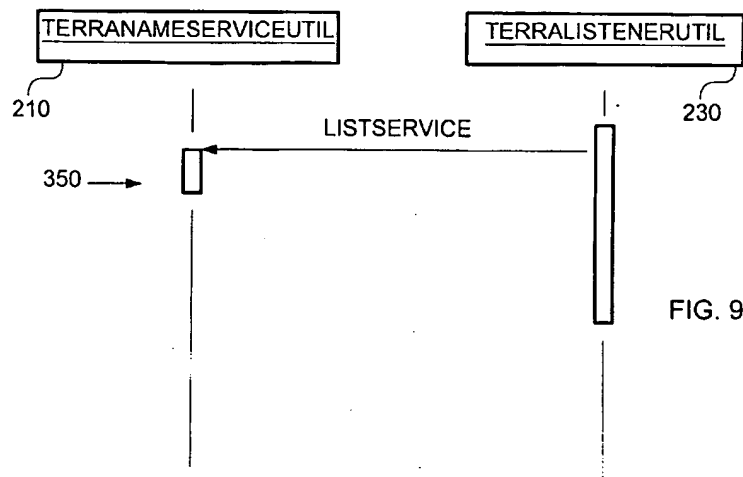 TERRANAMESERVICEUTIL
TERRALISTENERUTIL
210
230
LISTSERVICE
350
FIG. 9